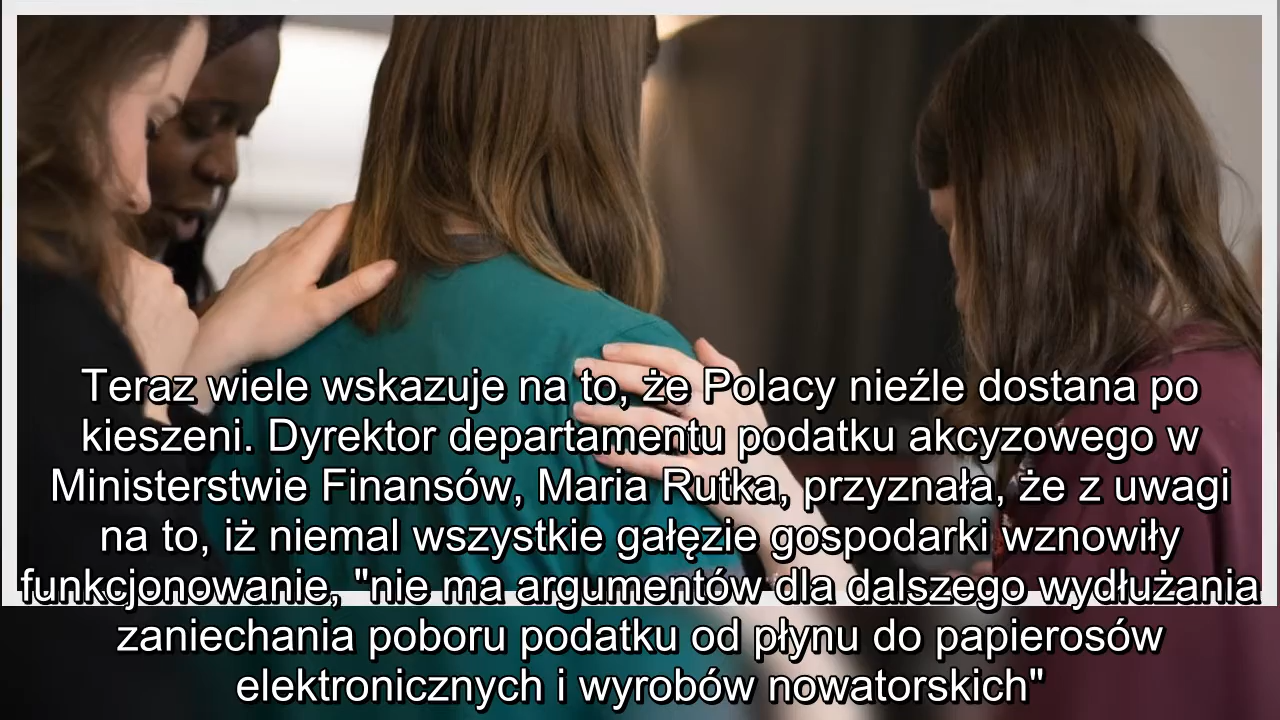 Teraz wiele wskazuje na to, że Polacy nieźle dostana po
kieszeni. Dyrektor departamentu podatku akcyzowego w
Ministerstwie Finansów, Maria Rutka, przyznała, że z uwagi
na to, iż niemal wszystkie gałęzie gospodarki wznowiły
funkcjonowanie, "nie ma argumentów dla dalszego wydłużania
zaniechania poboru podatku od płynu do papierosów
elektronicznych i wyrobów nowatorskich"